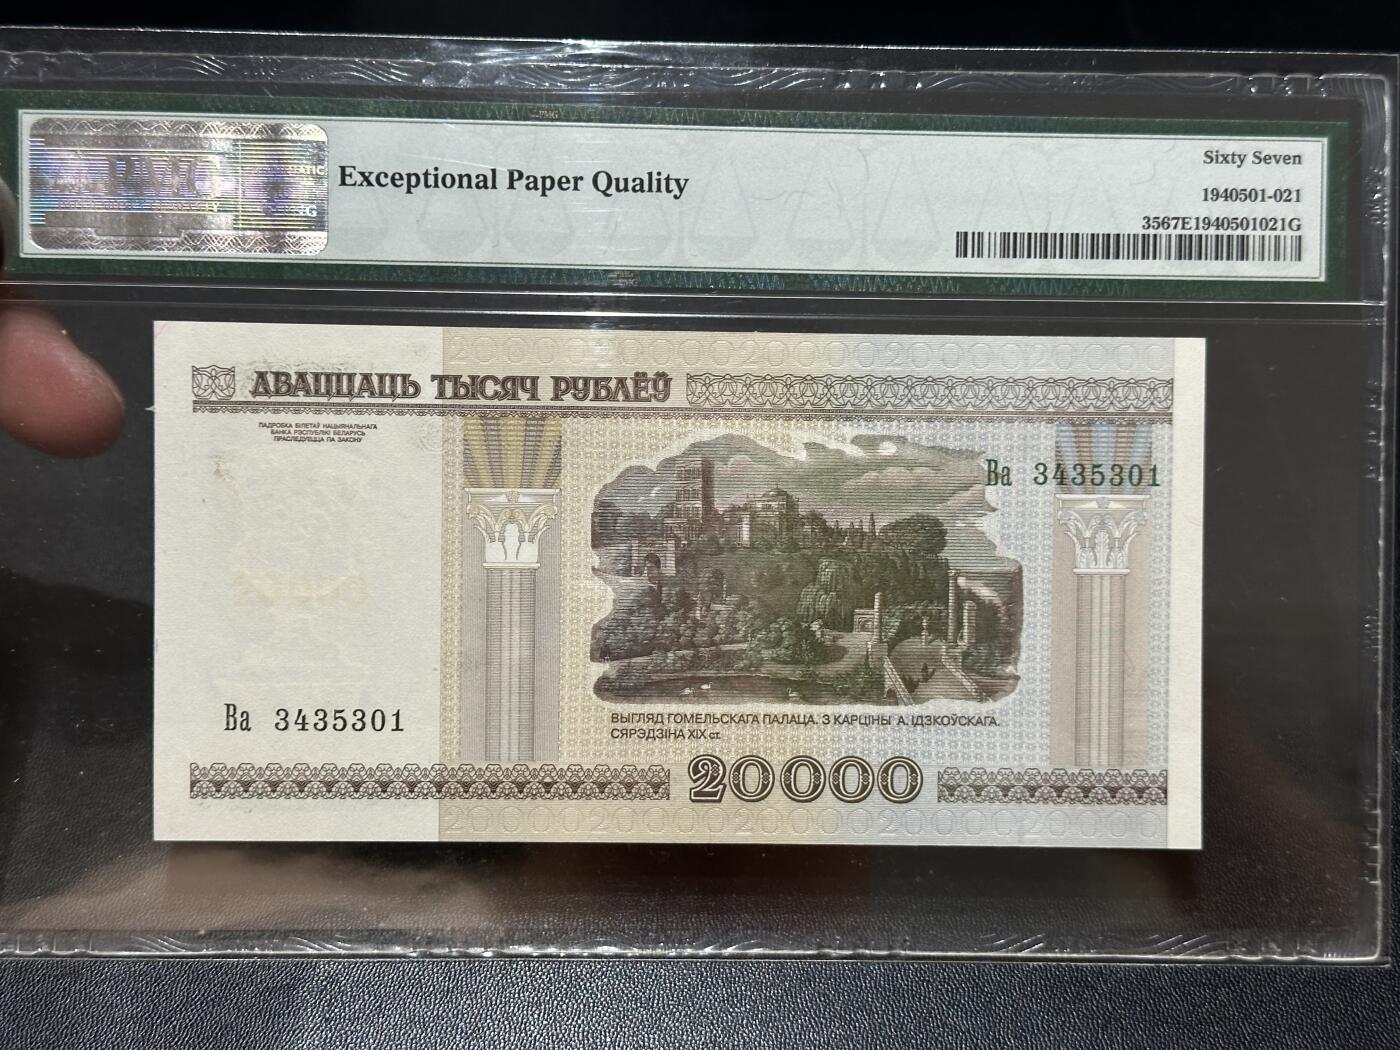 PMG
Exceptional Paper Quality
Sixty Seven
1940501-021
3567E1940501021G
ДВАЦЦАЦЬ ТЫСЯЧ РУБЛЁЎ
ПАДРОБКА БІЛЕТАЎ НАЦЫЯНАЛЬНАГА
БАНКА РЭСПУБЛІКІ БЕЛАРУСЬ
ПРАСЛЕДУЕЦЦА ПА ЗАКОНУ
Ва 3435301
Ва 3435301
ВЫГЛЯД ГОМЕЛЬСКАГА ПАЛАЦА. З КАРЦІНЫ А. ІДЗКОЎСКАГА.
СЯРЭДЗІНА XIX ст.
20000